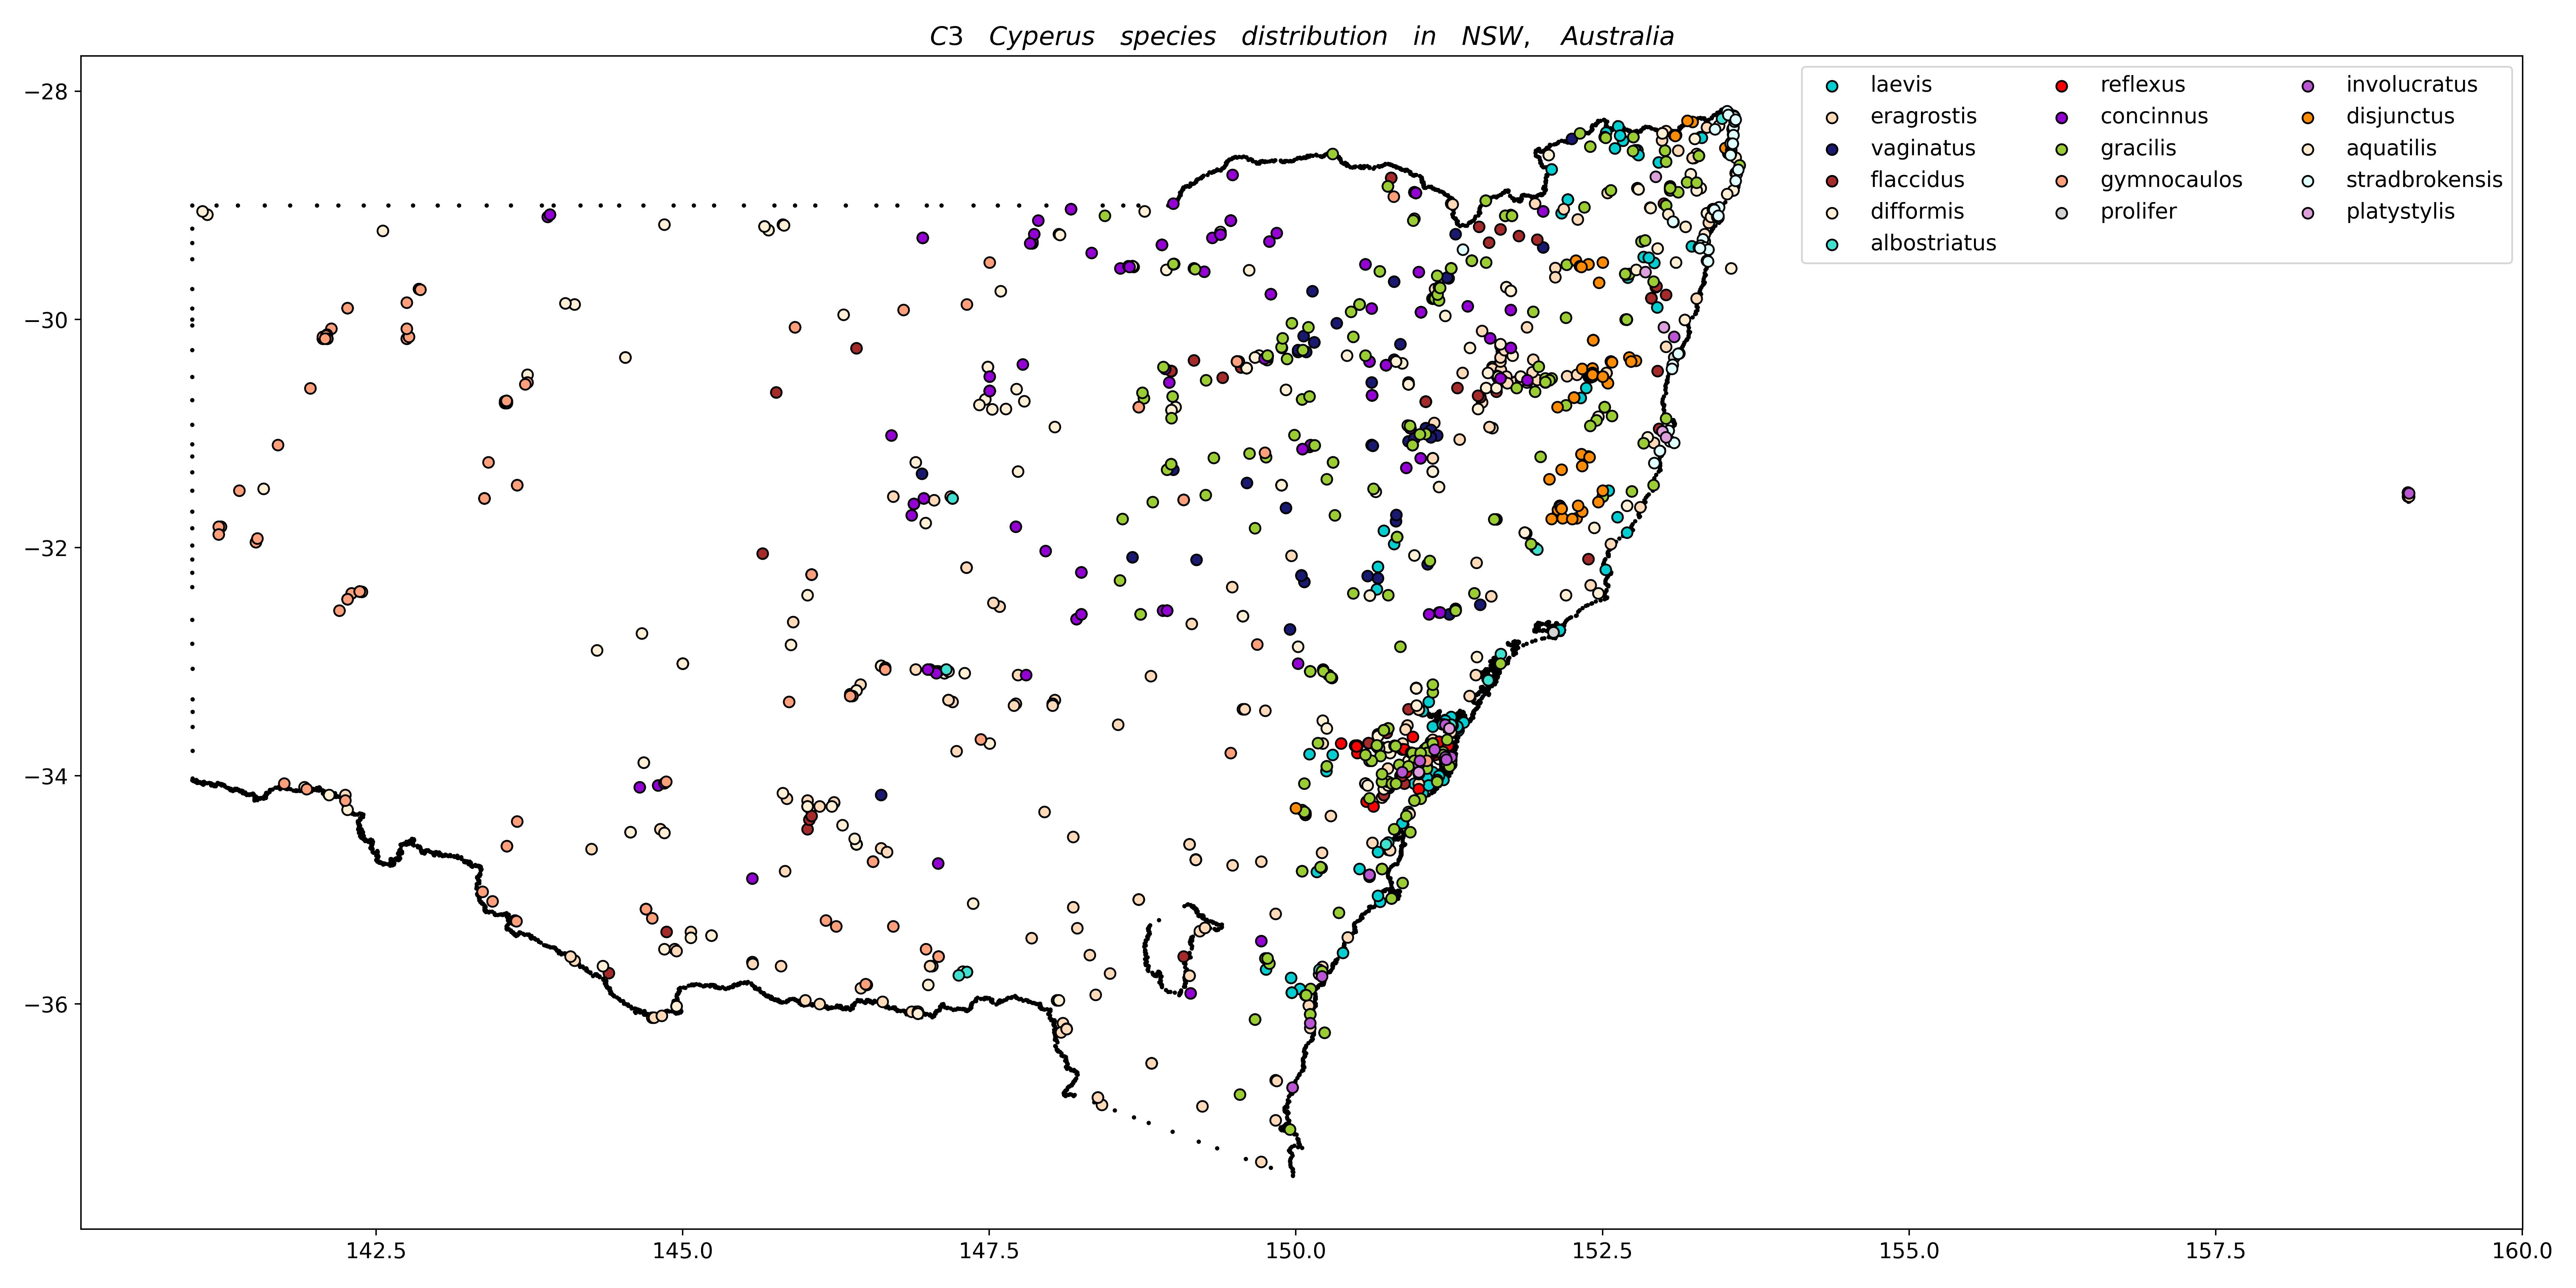 C3 Cyperus species distribution in NSW, Australia
−28
−30
−32
−34
−36
142.5 145.0 147.5 150.0 152.5 155.0 157.5 160.0
laevis reflexus involucratus
eragrostis concinnus disjunctus
vaginatus gracilis aquatilis
flaccidus gymnocaulos stradbrokensis
difformis prolifer platystylis
albostriatus